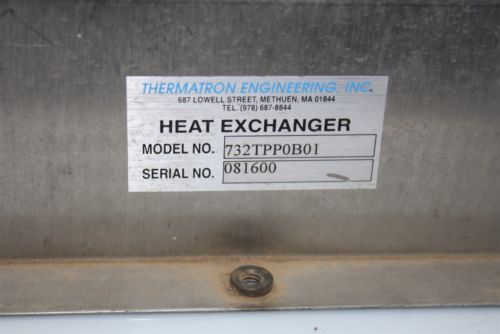 THERMATRON ENGINEERING, INC.
687 LOWELL STREET, METHUEN, MA 01844
TEL. (978) 687-8844
HEAT EXCHANGER
MODEL NO. 732TPP0B01
SERIAL NO. 081600